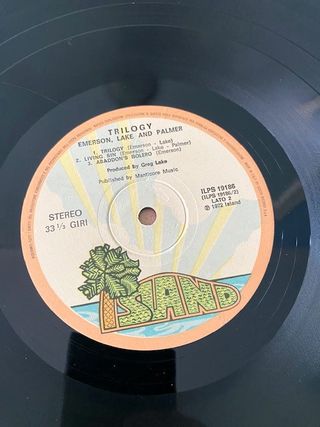 TRILOGY
EMERSON, LAKE AND PALMER
1. TRILOGY (Emerson - Lake)
2. LIVING SIN (Emerson - Lake - Palmer)
3. ABADDON'S BOLERO (Emerson)
Produced by Greg Lake
Published by Manticore Music
ILPS 19186
(ILPS 19186/2)
LATO 2
℗ 1972 Island
STEREO
33 1/3 GIRI
ISLAND